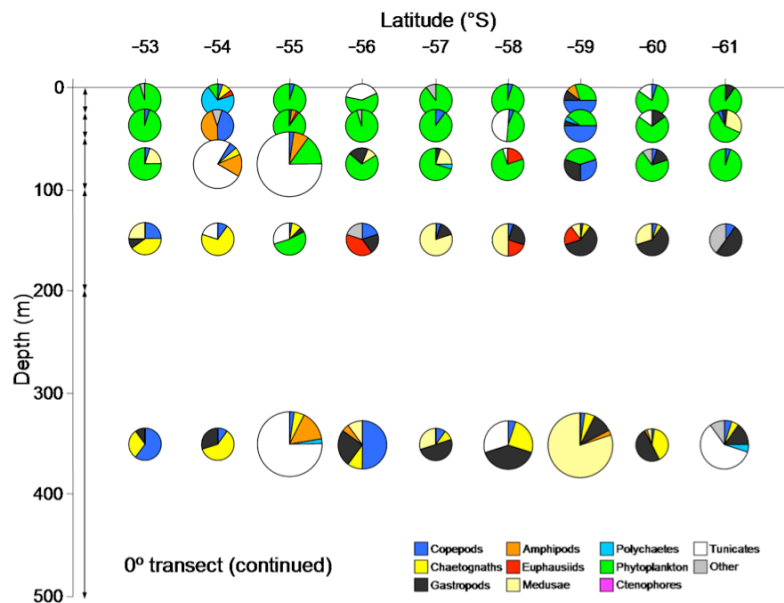 Latitude (°S)
−53 −54 −55 −56 −57 −58 −59 −60 −61
0
100
200
300
400
500
Depth (m)
0º transect (continued)
Copepods Amphipods Polychaetes Tunicates
Chaetognaths Euphausiids Phytoplankton Other
Gastropods Medusae Ctenophores